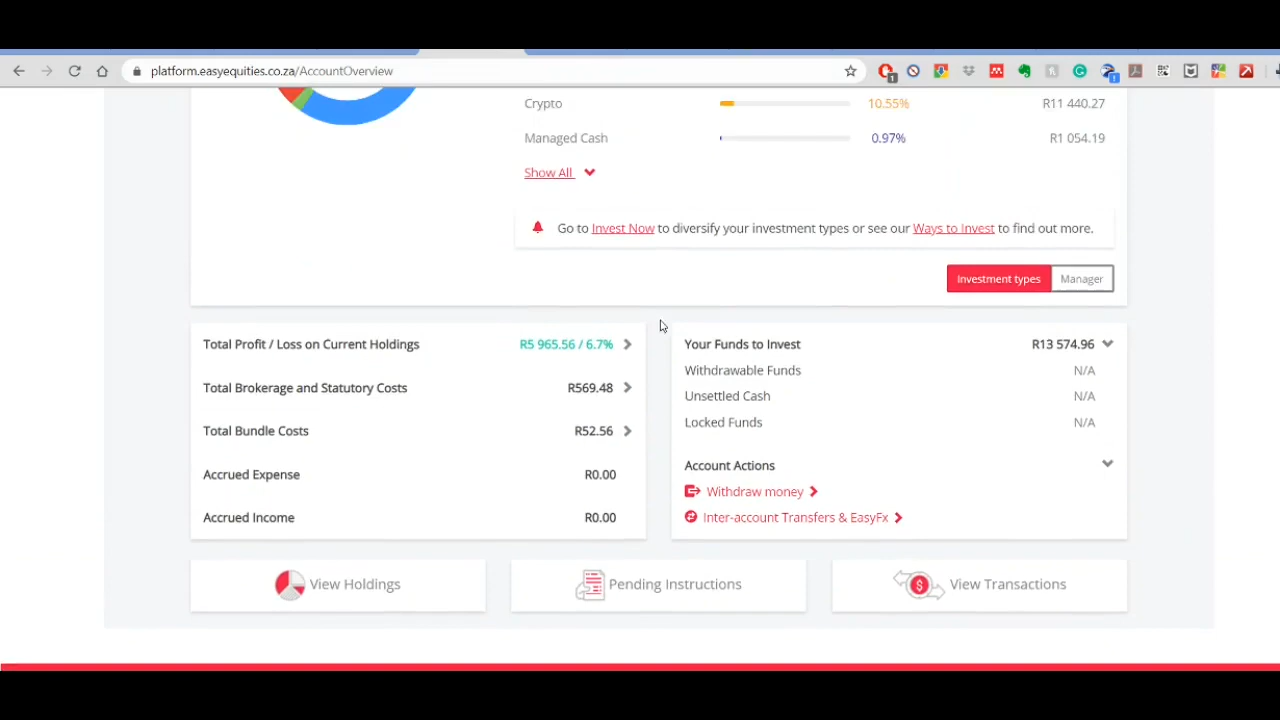 platform.easyequities.co.za/AccountOverview
1
1
Crypto 10.55% R11 440.27
Managed Cash 0.97% R1 054.19
Show All
Go to Invest Now to diversify your investment types or see our Ways to Invest to find out more.
Investment types Manager
Total Profit / Loss on Current Holdings R5 965.56 / 6.7%
Total Brokerage and Statutory Costs R569.48
Total Bundle Costs R52.56
Accrued Expense R0.00
Accrued Income R0.00
Your Funds to Invest R13 574.96
Withdrawable Funds N/A
Unsettled Cash N/A
Locked Funds N/A
Account Actions
Withdraw money
Inter-account Transfers & EasyFx
View Holdings
Pending Instructions
$ View Transactions